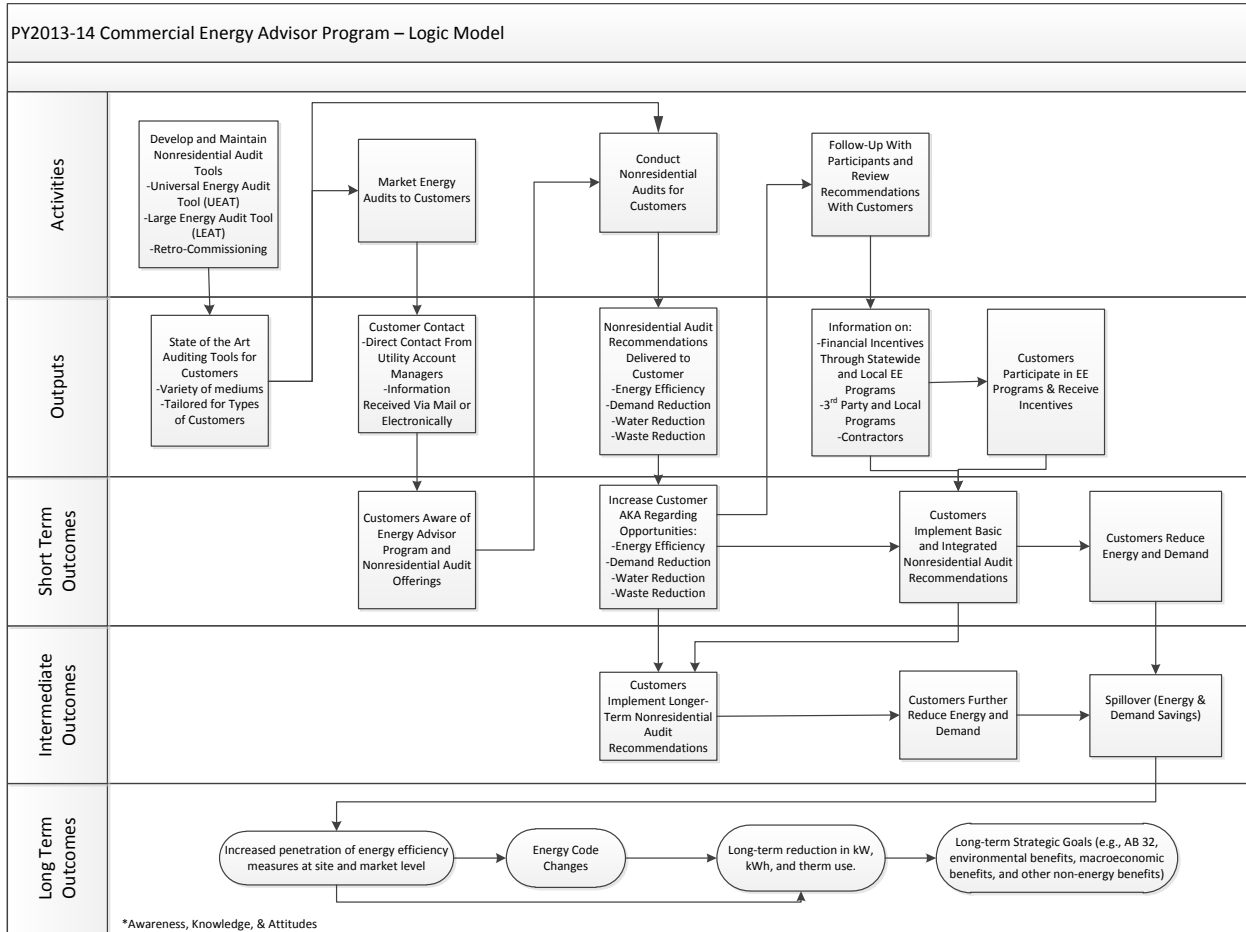 PY2013-14 Commercial Energy Advisor Program – Logic Model
Activities
Develop and Maintain
Nonresidential Audit
Tools
-Universal Energy Audit
Tool (UEAT)
-Large Energy Audit Tool
(LEAT)
-Retro-Commissioning
Market Energy
Audits to Customers
Conduct
Nonresidential
Audits for
Customers
Follow-Up With
Participants and
Review
Recommendations
With Customers
Outputs
State of the Art
Auditing Tools for
Customers
-Variety of mediums
-Tailored for Types
of Customers
Customer Contact
-Direct Contact From
Utility Account
Managers
-Information
Received Via Mail or
Electronically
Nonresidential Audit
Recommendations
Delivered to
Customer
-Energy Efficiency
-Demand Reduction
-Water Reduction
-Waste Reduction
Information on:
-Financial Incentives
Through Statewide
and Local EE
Programs
-3rd Party and Local
Programs
-Contractors
Customers
Participate in EE
Programs & Receive
Incentives
Short Term
Outcomes
Customers Aware of
Energy Advisor
Program and
Nonresidential Audit
Offerings
Increase Customer
AKA Regarding
Opportunities:
-Energy Efficiency
-Demand Reduction
-Water Reduction
-Waste Reduction
Customers
Implement Basic
and Integrated
Nonresidential Audit
Recommendations
Customers Reduce
Energy and Demand
Intermediate
Outcomes
Customers
Implement Longer-
Term Nonresidential
Audit
Recommendations
Customers Further
Reduce Energy and
Demand
Spillover (Energy &
Demand Savings)
Long Term
Outcomes
Increased penetration of energy efficiency
measures at site and market level
Energy Code
Changes
Long-term reduction in kW,
kWh, and therm use.
Long-term Strategic Goals (e.g., AB 32,
environmental benefits, macroeconomic
benefits, and other non-energy benefits)
*Awareness, Knowledge, & Attitudes